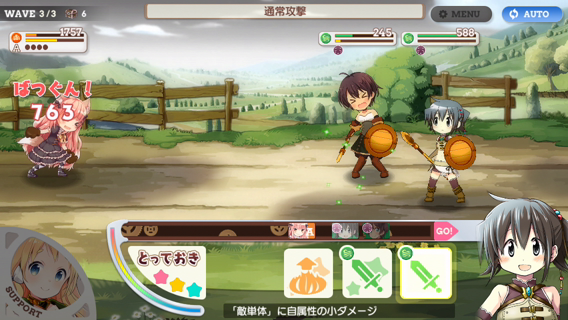 WAVE 3/3 6
通常攻撃
MENU
AUTO
1757
A
245
588
ばつぐん!
763
A
GO!
とっておき
SUPPORT
「敵単体」に自属性の小ダメージ